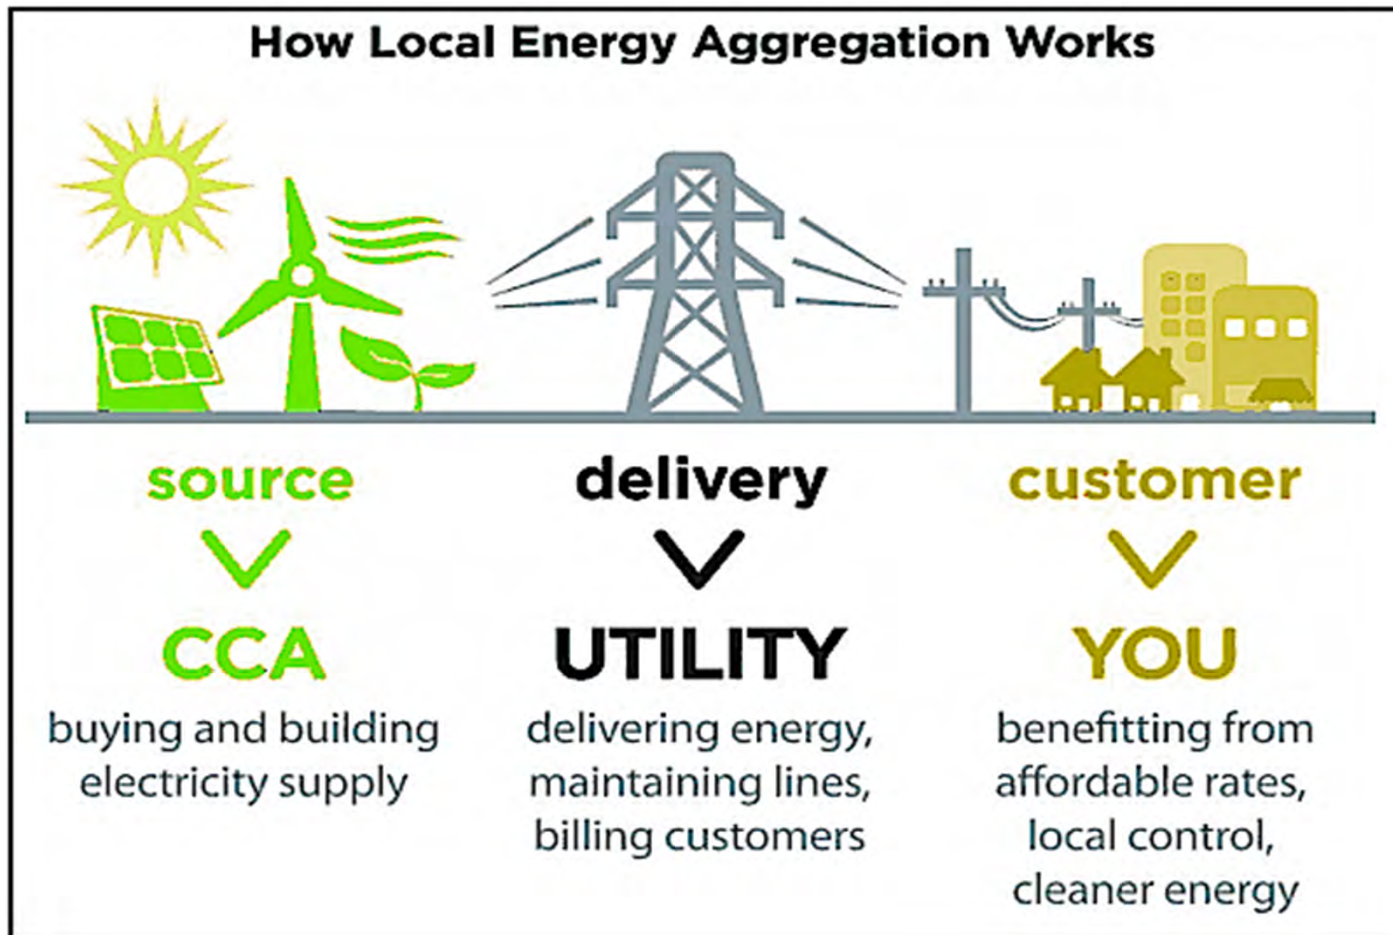 How Local Energy Aggregation Works
source
delivery
customer
CCA
UTILITY
YOU
buying and building
electricity supply
delivering energy,
maintaining lines,
billing customers
benefitting from
affordable rates,
local control,
cleaner energy